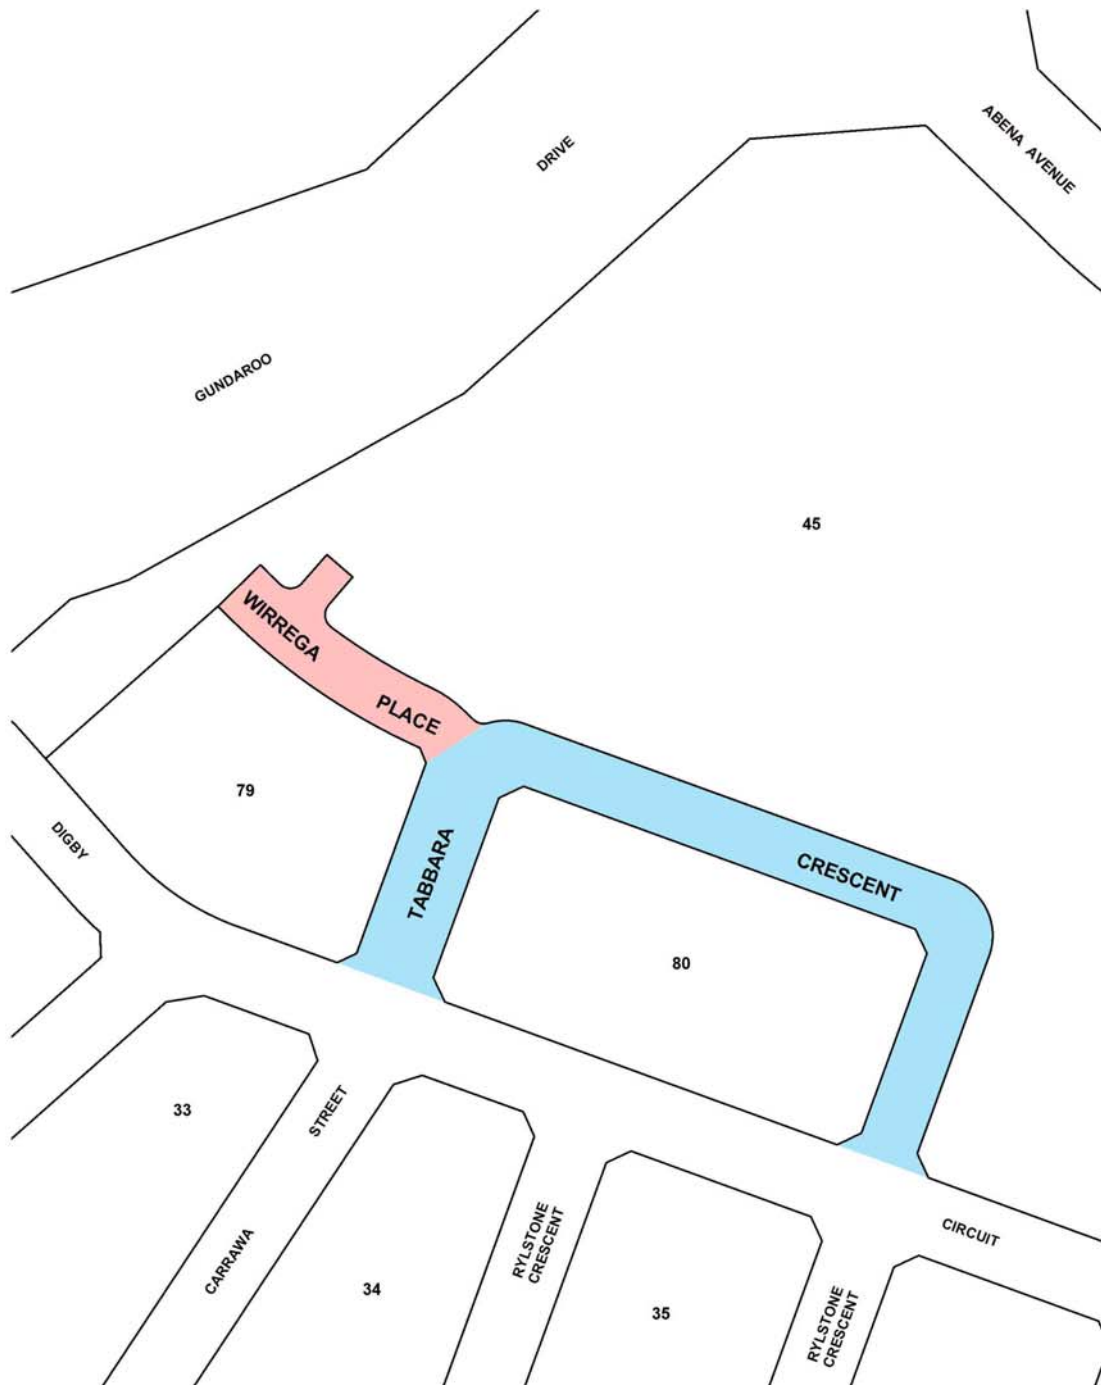 ABENA AVENUE
DRIVE
GUNDAROO
45
WIRREGA
PLACE
79
DIGBY
TABBARA
CRESCENT
80
33
STREET
CARRAWA
34
RYLSTONE
CRESCENT
35
CIRCUIT
RYLSTONE
CRESCENT